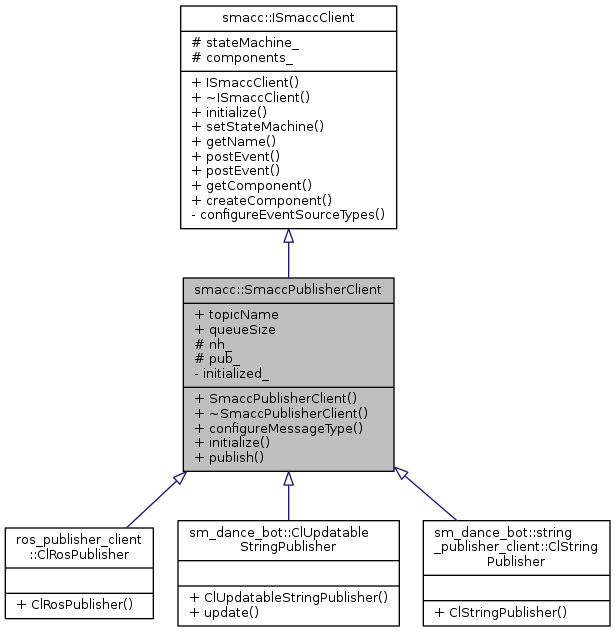 smacc::ISmaccClient
# stateMachine_
# components_
+ ISmaccClient()
+ ~ISmaccClient()
+ initialize()
+ setStateMachine()
+ getName()
+ postEvent()
+ postEvent()
+ getComponent()
+ createComponent()
- configureEventSourceTypes()
smacc::SmaccPublisherClient
+ topicName
+ queueSize
# nh_
# pub_
- initialized_
+ SmaccPublisherClient()
+ ~SmaccPublisherClient()
+ configureMessageType()
+ initialize()
+ publish()
ros_publisher_client
::ClRosPublisher
+ ClRosPublisher()
sm_dance_bot::ClUpdatable
StringPublisher
+ ClUpdatableStringPublisher()
+ update()
sm_dance_bot::string
_publisher_client::ClString
Publisher
+ ClStringPublisher()